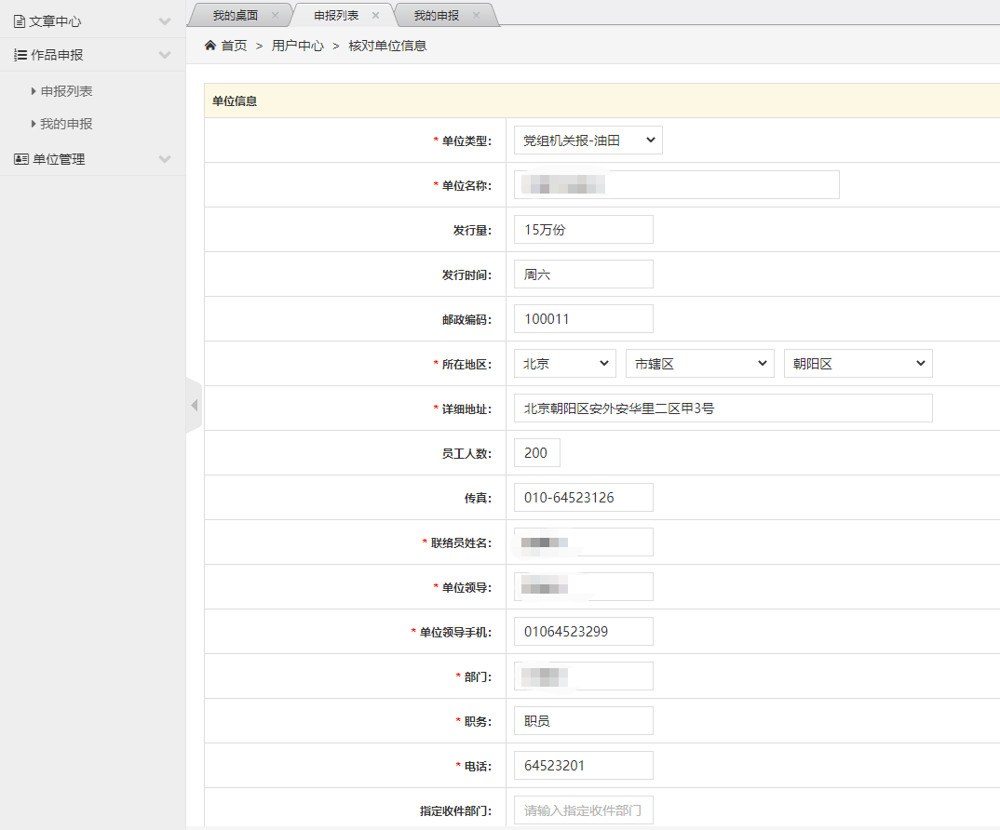 文章中心
作品申报
申报列表
我的申报
单位管理
我的桌面 × 申报列表 × 我的申报 ×
首页 > 用户中心 > 核对单位信息
单位信息
* 单位类型： 党组机关报-油田
* 单位名称：
发行量： 15万份
发行时间： 周六
邮政编码： 100011
* 所在地区： 北京 市辖区 朝阳区
* 详细地址： 北京朝阳区安外安华里二区甲3号
员工人数： 200
传真： 010-64523126
* 联络员姓名：
* 单位领导：
* 单位领导手机： 01064523299
* 部门：
* 职务： 职员
* 电话： 64523201
指定收件部门： 请输入指定收件部门